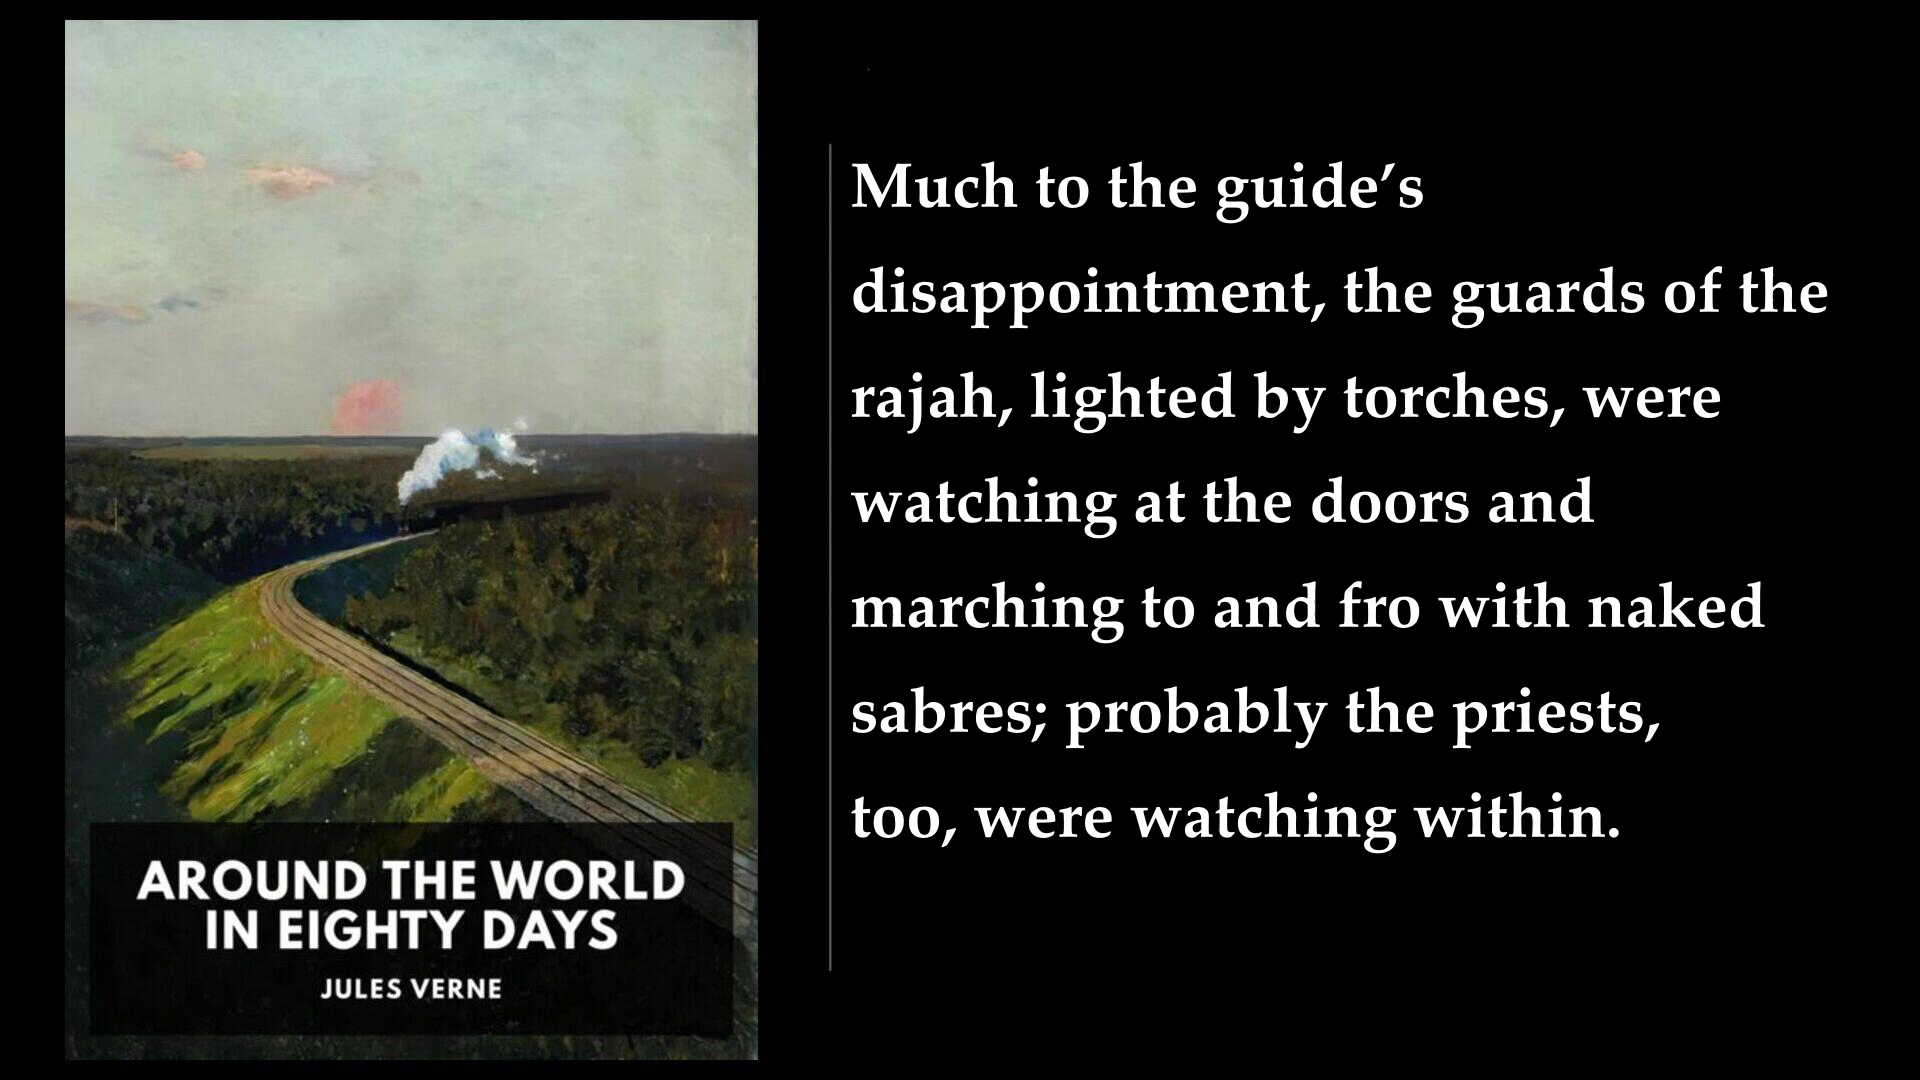 AROUND THE WORLD
IN EIGHTY DAYS
JULES VERNE
Much to the guide’s
disappointment, the guards of the
rajah, lighted by torches, were
watching at the doors and
marching to and fro with naked
sabres; probably the priests,
too, were watching within.